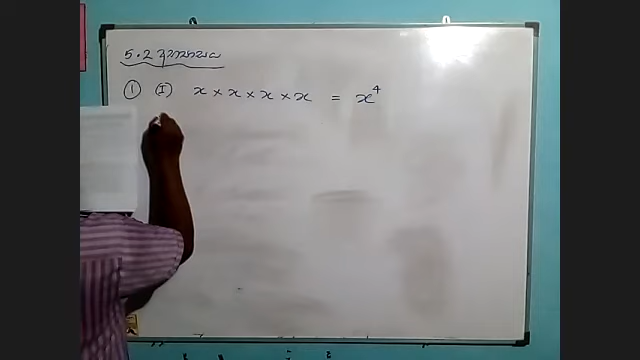 5.2
① (I) x × x × x × x = x⁴